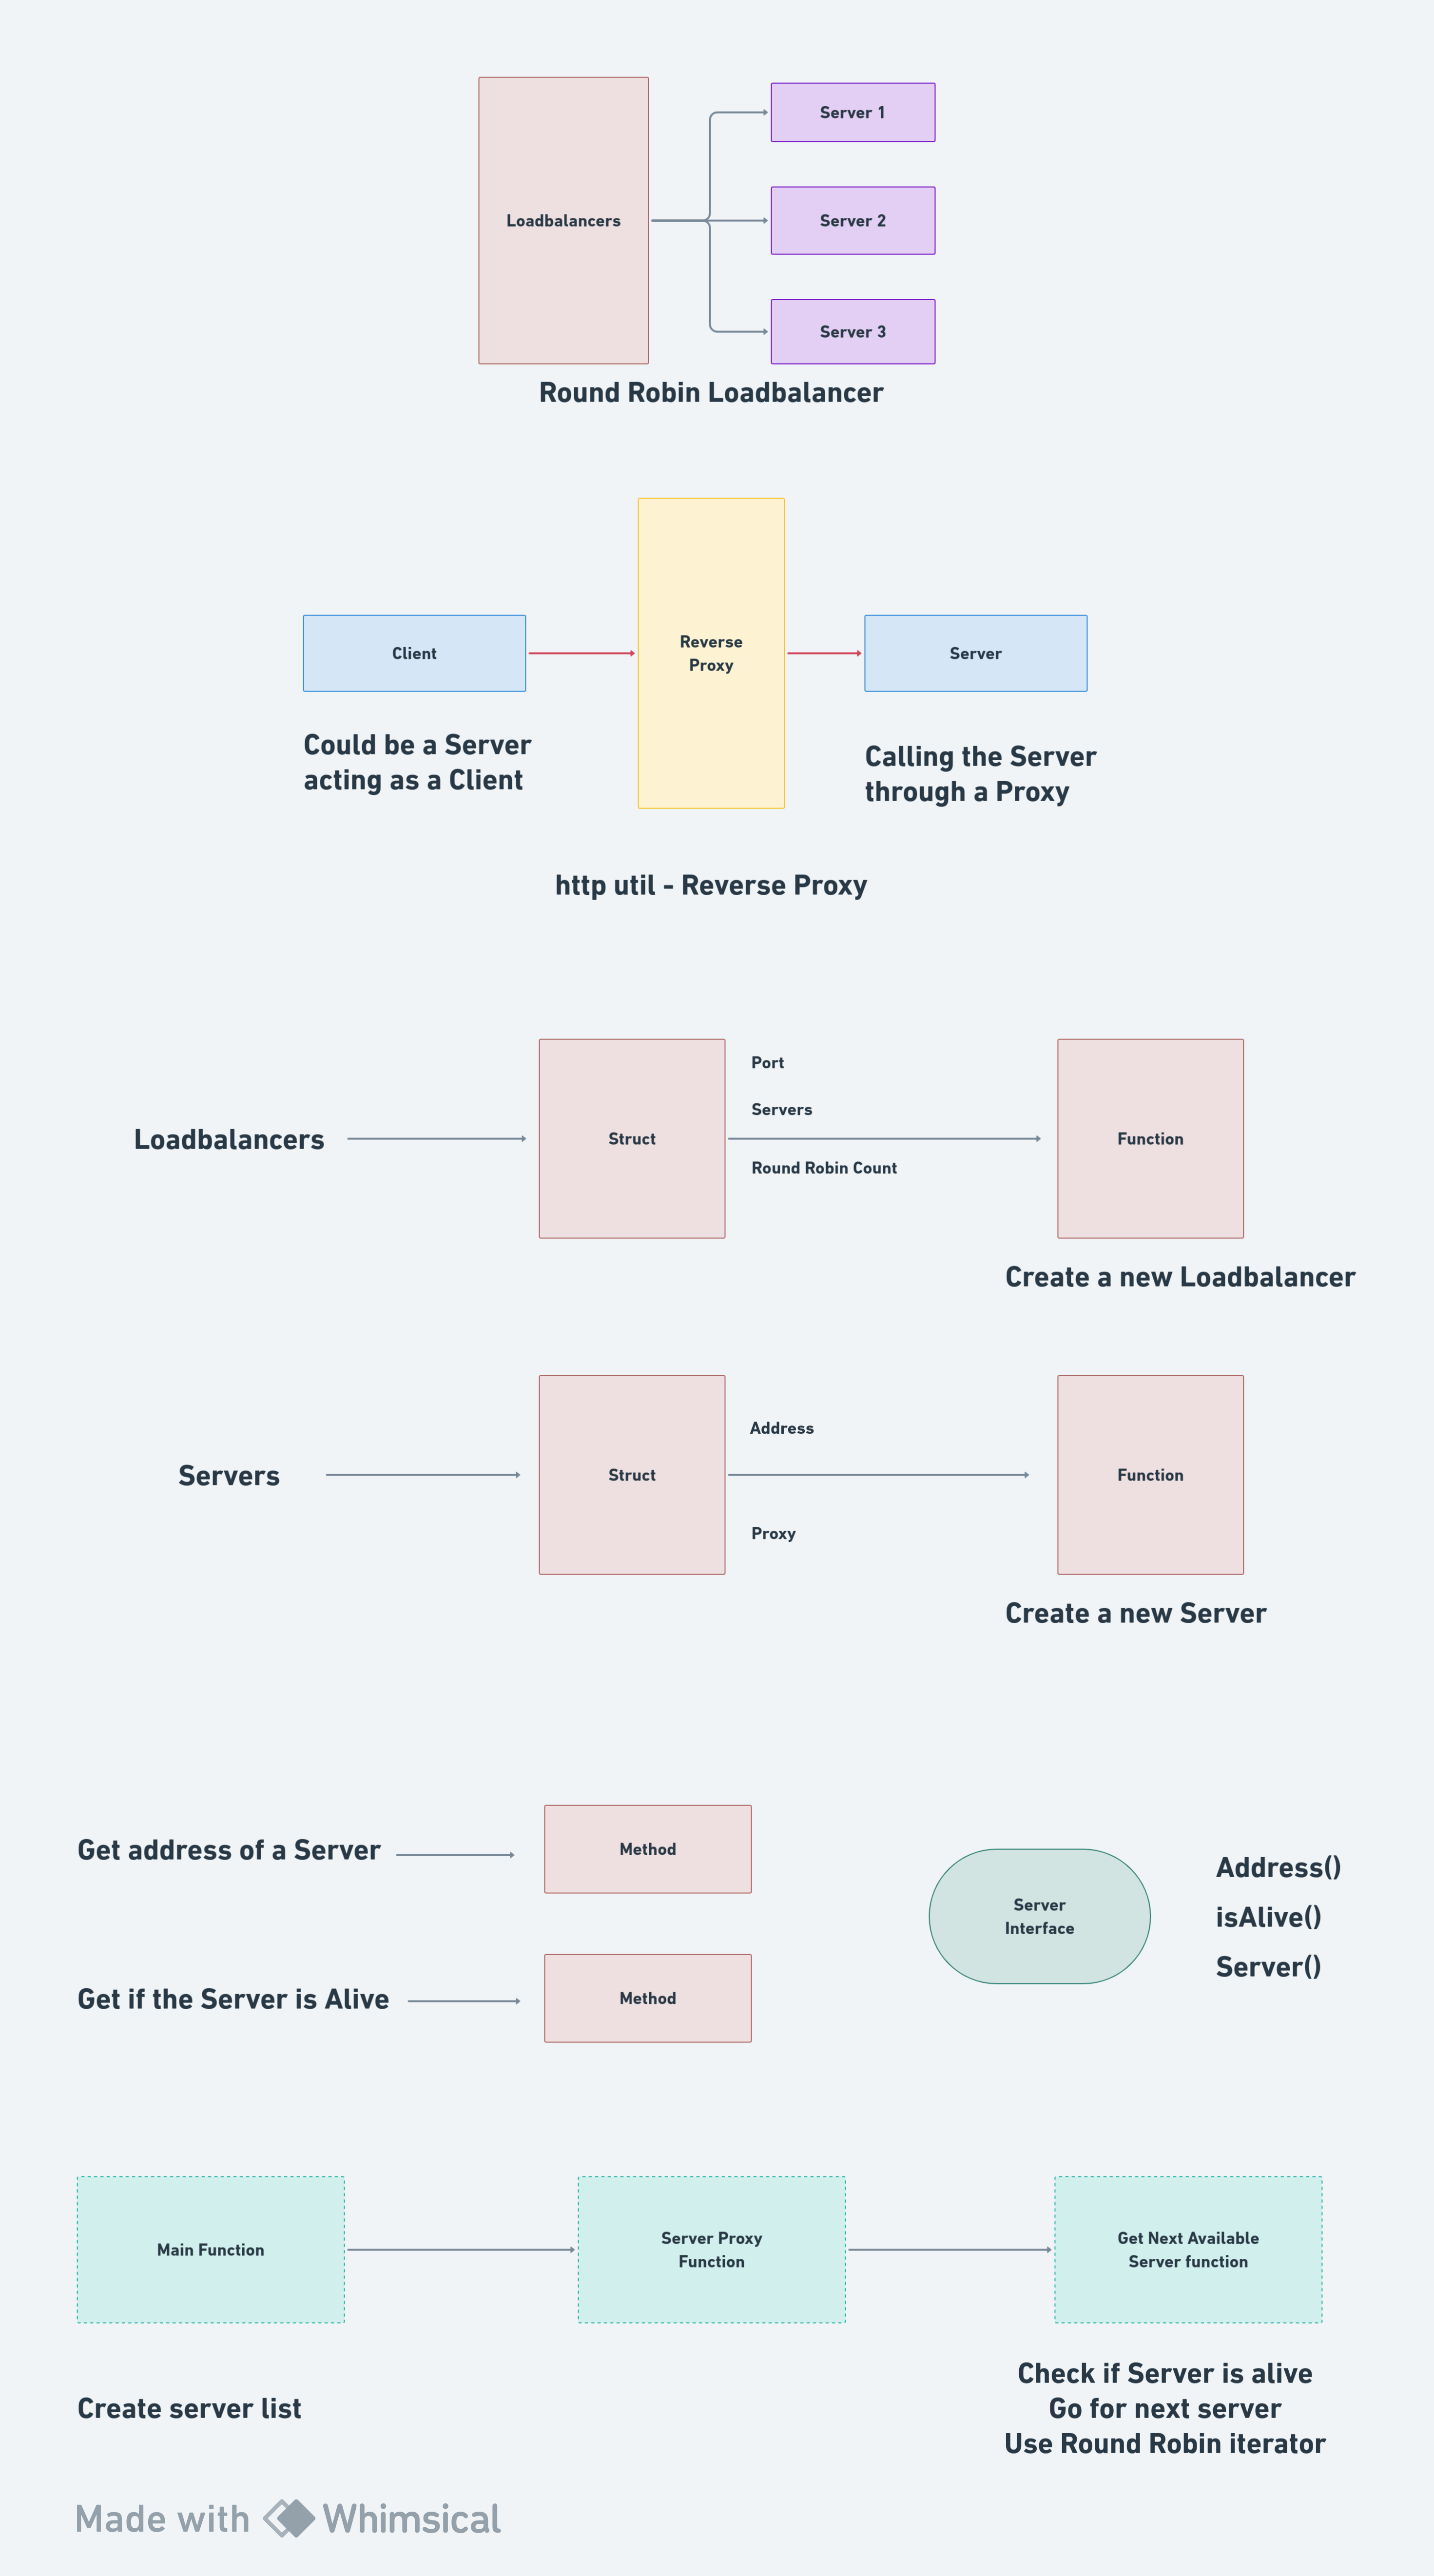 Loadbalancers
Server 1
Server 2
Server 3
Round Robin Loadbalancer
Client
Reverse
Proxy
Server
Could be a Server
acting as a Client
Calling the Server
through a Proxy
http util - Reverse Proxy
Loadbalancers
Struct
Port
Servers
Round Robin Count
Function
Create a new Loadbalancer
Servers
Struct
Address
Proxy
Function
Create a new Server
Get address of a Server
Method
Get if the Server is Alive
Method
Server
Interface
Address()
isAlive()
Server()
Main Function
Server Proxy
Function
Get Next Available
Server function
Create server list
Check if Server is alive
Go for next server
Use Round Robin iterator
Made with Whimsical